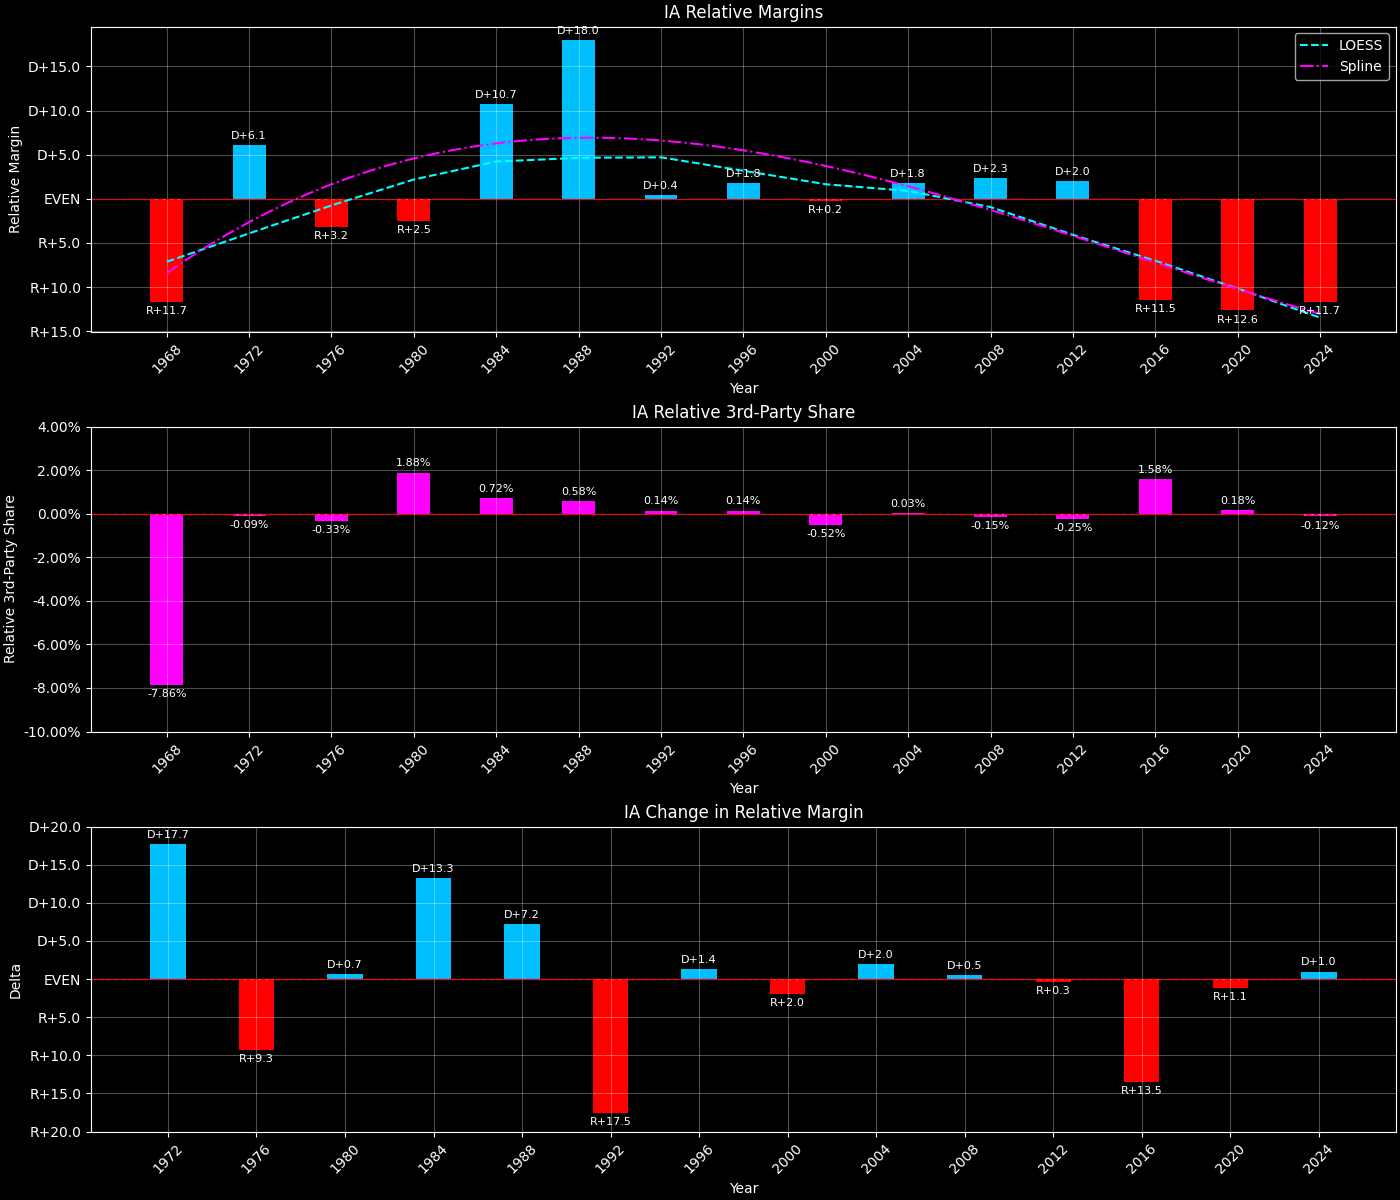 IA Relative Margins
Relative Margin
D+15.0
D+10.0
D+5.0
EVEN
R+5.0
R+10.0
R+15.0
R+11.7
D+6.1
R+3.2
R+2.5
D+10.7
D+18.0
D+0.4
D+1.8
R+0.2
D+1.8
D+2.3
D+2.0
R+11.5
R+12.6
R+11.7
LOESS
Spline
1968 1972 1976 1980 1984 1988 1992 1996 2000 2004 2008 2012 2016 2020 2024
Year
IA Relative 3rd-Party Share
Relative 3rd-Party Share
4.00%
2.00%
0.00%
-2.00%
-4.00%
-6.00%
-8.00%
-10.00%
-7.86%
-0.09%
-0.33%
1.88%
0.72%
0.58%
0.14%
0.14%
-0.52%
0.03%
-0.15%
-0.25%
1.58%
0.18%
-0.12%
1968 1972 1976 1980 1984 1988 1992 1996 2000 2004 2008 2012 2016 2020 2024
Year
IA Change in Relative Margin
Delta
D+20.0
D+15.0
D+10.0
D+5.0
EVEN
R+5.0
R+10.0
R+15.0
R+20.0
D+17.7
R+9.3
D+0.7
D+13.3
D+7.2
R+17.5
D+1.4
R+2.0
D+2.0
D+0.5
R+0.3
R+13.5
R+1.1
D+1.0
1972 1976 1980 1984 1988 1992 1996 2000 2004 2008 2012 2016 2020 2024
Year